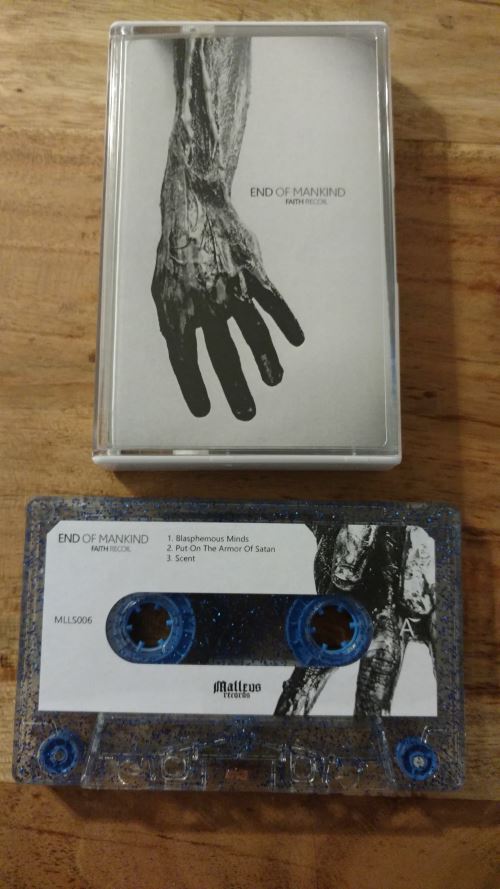 END OF MANKIND
FAITH RECOIL
END OF MANKIND
FAITH RECOIL
1. Blasphemous Minds
2. Put On The Armor Of Satan
3. Scent
MLLS006
A
Malleus
records